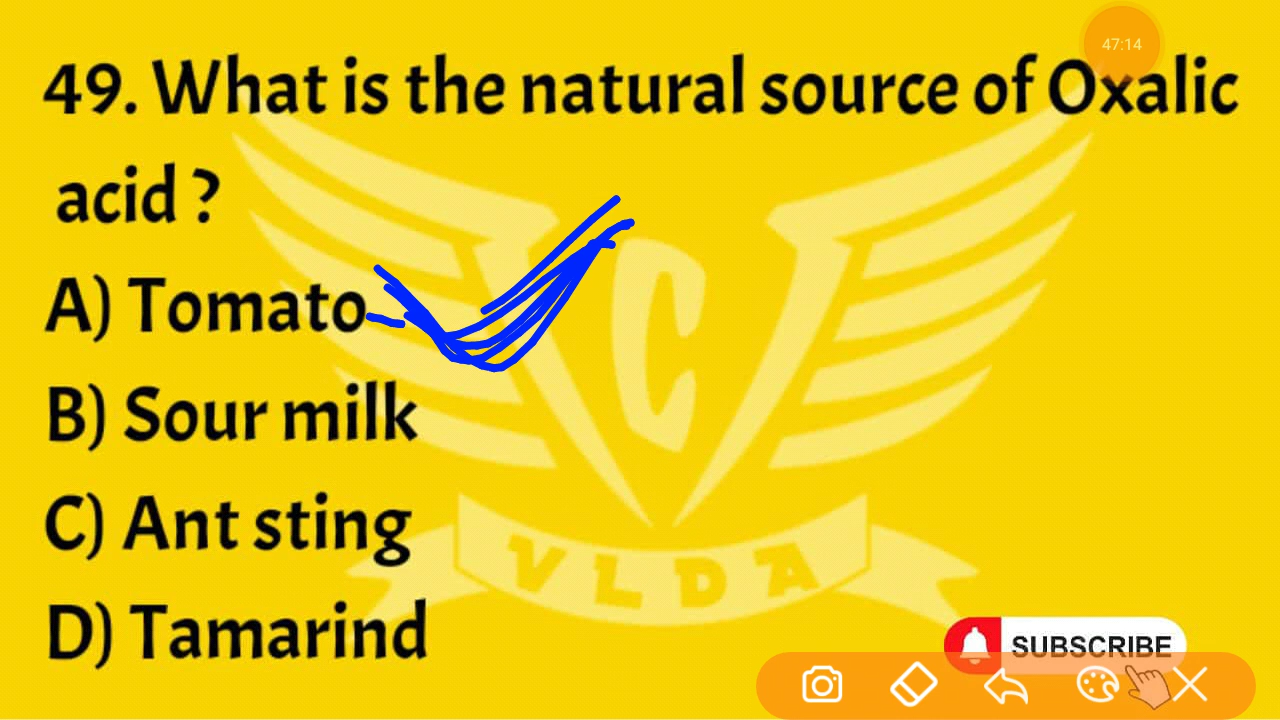 47:14
49. What is the natural source of Oxalic
acid ?
A) Tomato
B) Sour milk
C) Ant sting
D) Tamarind
C
VLDA
SUBSCRIBE